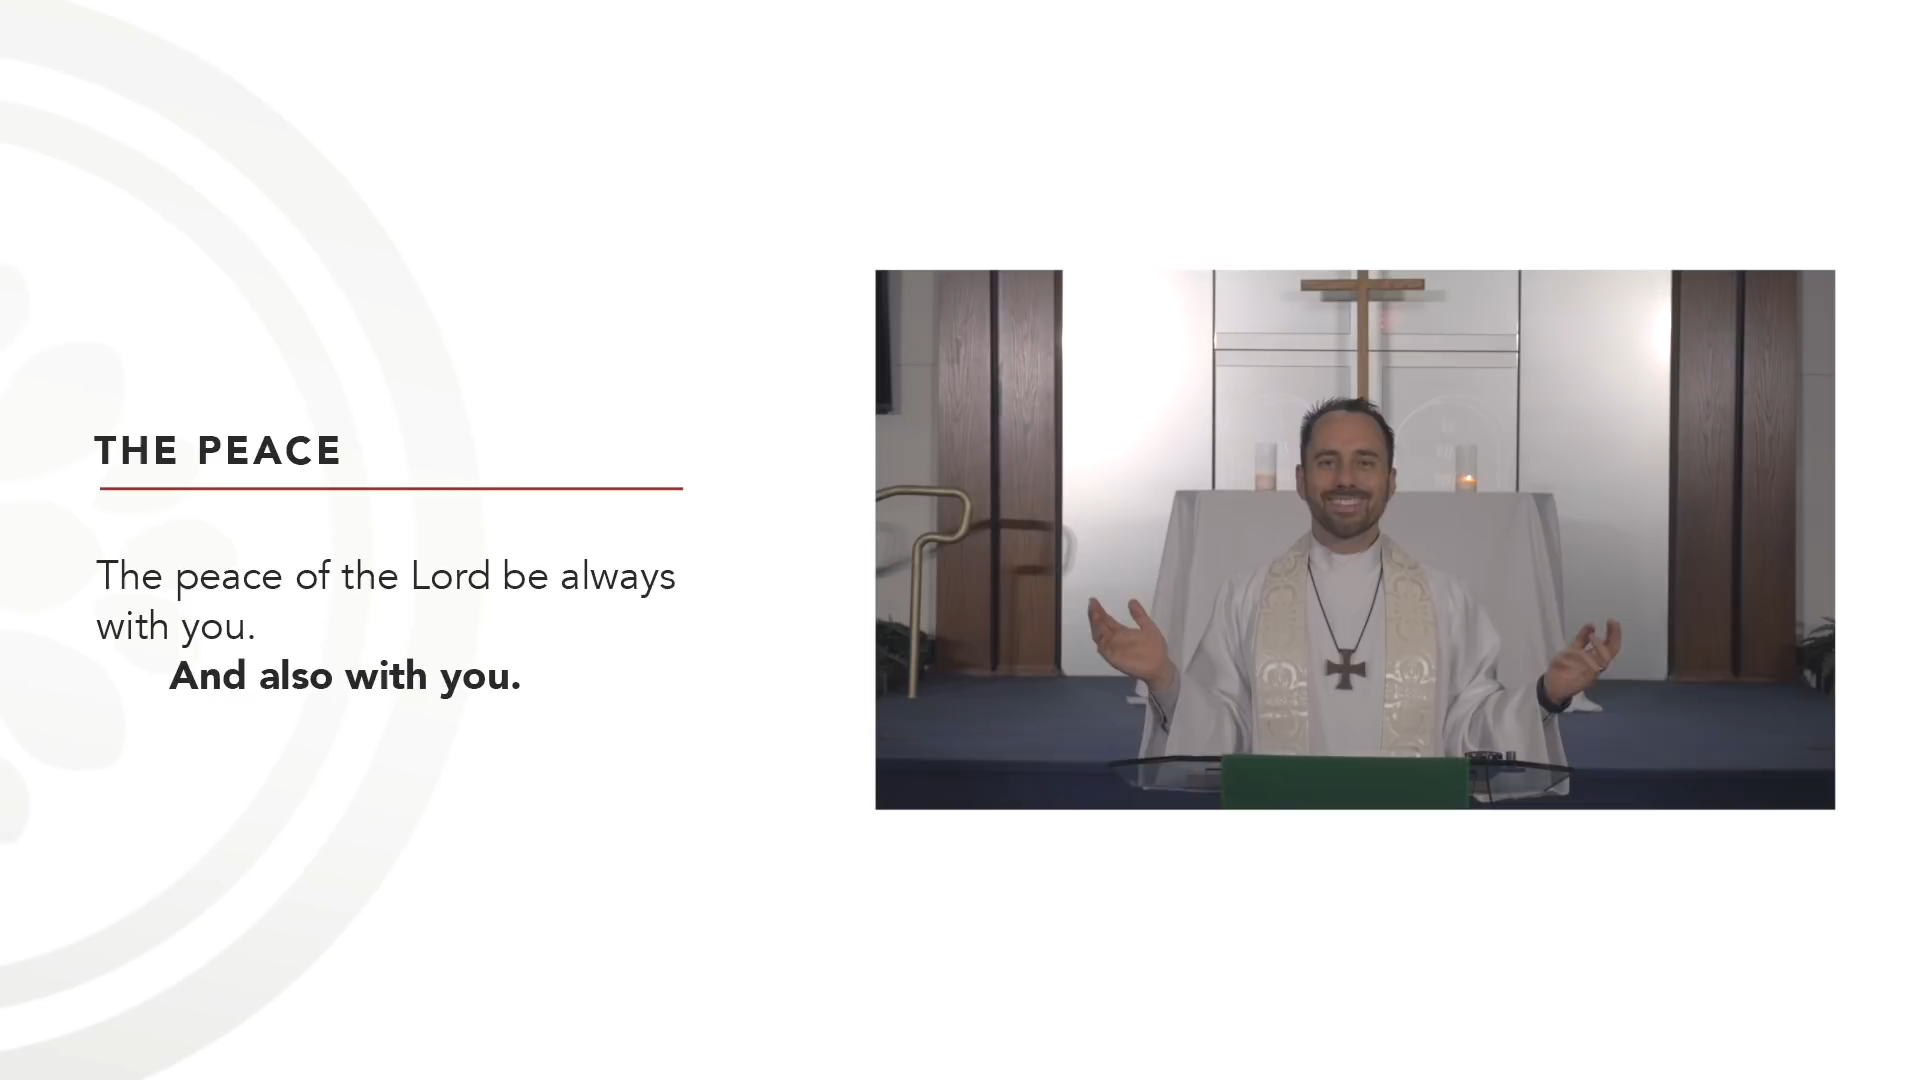 THE PEACE
The peace of the Lord be always
with you.
And also with you.